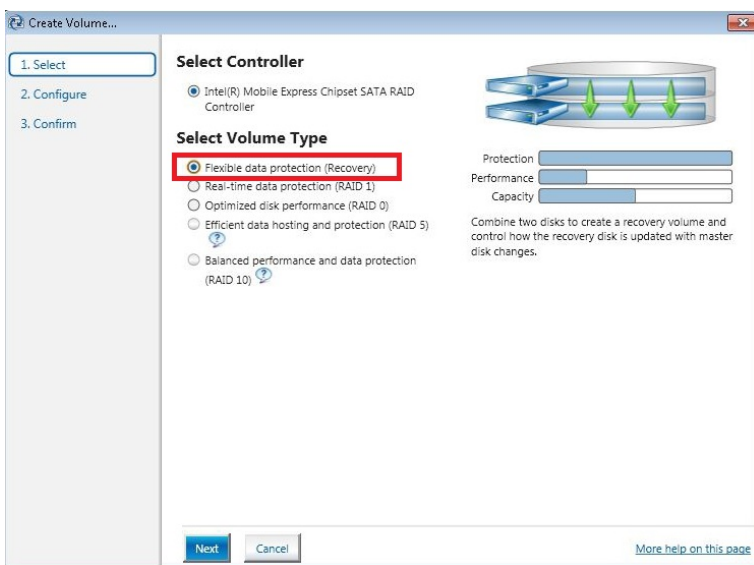 Create Volume...
1. Select
2. Configure
3. Confirm
Select Controller
Intel(R) Mobile Express Chipset SATA RAID
Controller
Select Volume Type
Flexible data protection (Recovery)
Real-time data protection (RAID 1)
Optimized disk performance (RAID 0)
Efficient data hosting and protection (RAID 5)
?
Balanced performance and data protection
(RAID 10) ?
Protection
Performance
Capacity
Combine two disks to create a recovery volume and
control how the recovery disk is updated with master
disk changes.
Next
Cancel
More help on this page